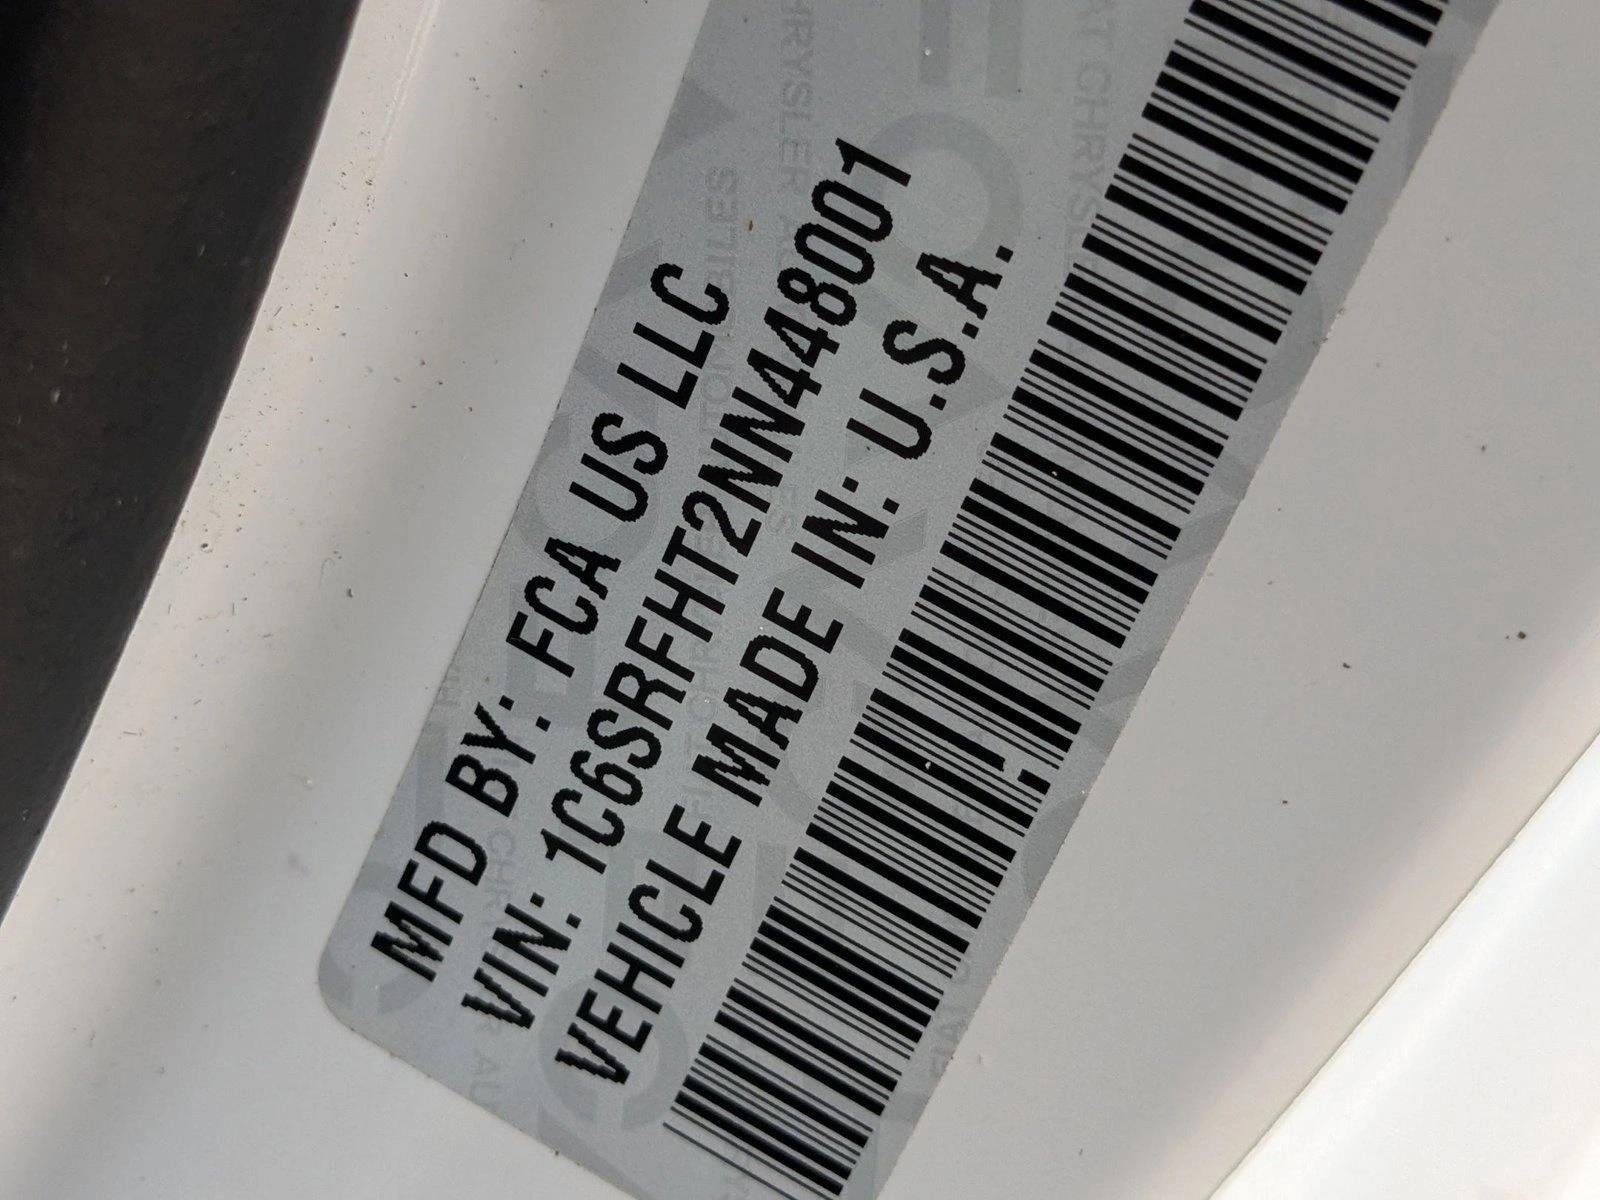 MFD BY: FCA US LLC
VIN: 1C6SRFHT2NN448001
VEHICLE MADE IN: U.S.A.